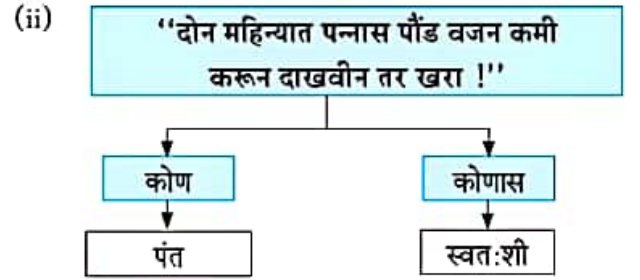 (ii)
“दोन महिन्यात पन्नास पौंड वजन कमी
करून दाखवीन तर खरा !”
कोण
कोणास
पंत
स्वत:शी